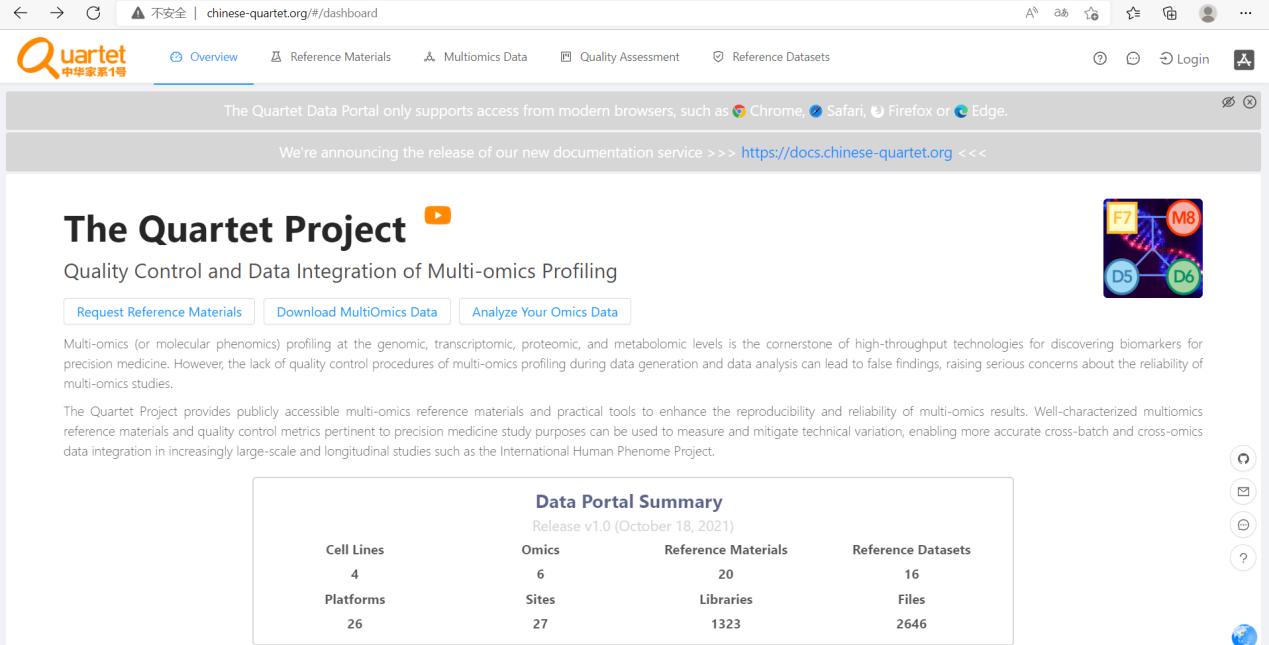 不安全 | chinese-quartet.org/#/dashboard
Quartet
中华家系1号
Overview
Reference Materials
Multiomics Data
Quality Assessment
Reference Datasets
Login
The Quartet Data Portal only supports access from modern browsers, such as Chrome, Safari, Firefox or Edge.
We're announcing the release of our new documentation service >>> https://docs.chinese-quartet.org <<<
The Quartet Project
F7 M8
D5 D6
Quality Control and Data Integration of Multi-omics Profiling
Request Reference Materials
Download MultiOmics Data
Analyze Your Omics Data
Multi-omics (or molecular phenomics) profiling at the genomic, transcriptomic, proteomic, and metabolomic levels is the cornerstone of high-throughput technologies for discovering biomarkers for
precision medicine. However, the lack of quality control procedures of multi-omics profiling during data generation and data analysis can lead to false findings, raising serious concerns about the reliability of
multi-omics studies.
The Quartet Project provides publicly accessible multi-omics reference materials and practical tools to enhance the reproducibility and reliability of multi-omics results. Well-characterized multiomics
reference materials and quality control metrics pertinent to precision medicine study purposes can be used to measure and mitigate technical variation, enabling more accurate cross-batch and cross-omics
data integration in increasingly large-scale and longitudinal studies such as the International Human Phenome Project.
Data Portal Summary
Release v1.0 (October 18, 2021)
Cell Lines Omics Reference Materials Reference Datasets
4 6 20 16
Platforms Sites Libraries Files
26 27 1323 2646